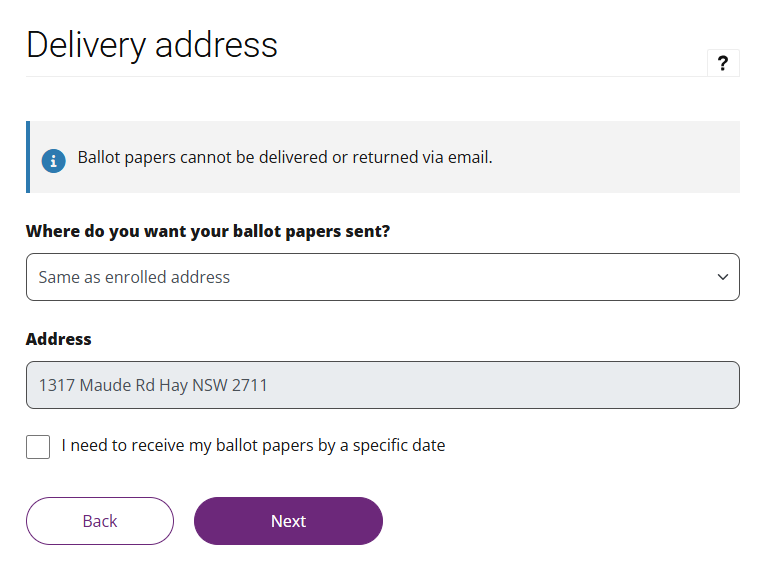 Delivery address
?
Ballot papers cannot be delivered or returned via email.
Where do you want your ballot papers sent?
Same as enrolled address
Address
1317 Maude Rd Hay NSW 2711
I need to receive my ballot papers by a specific date
Back
Next